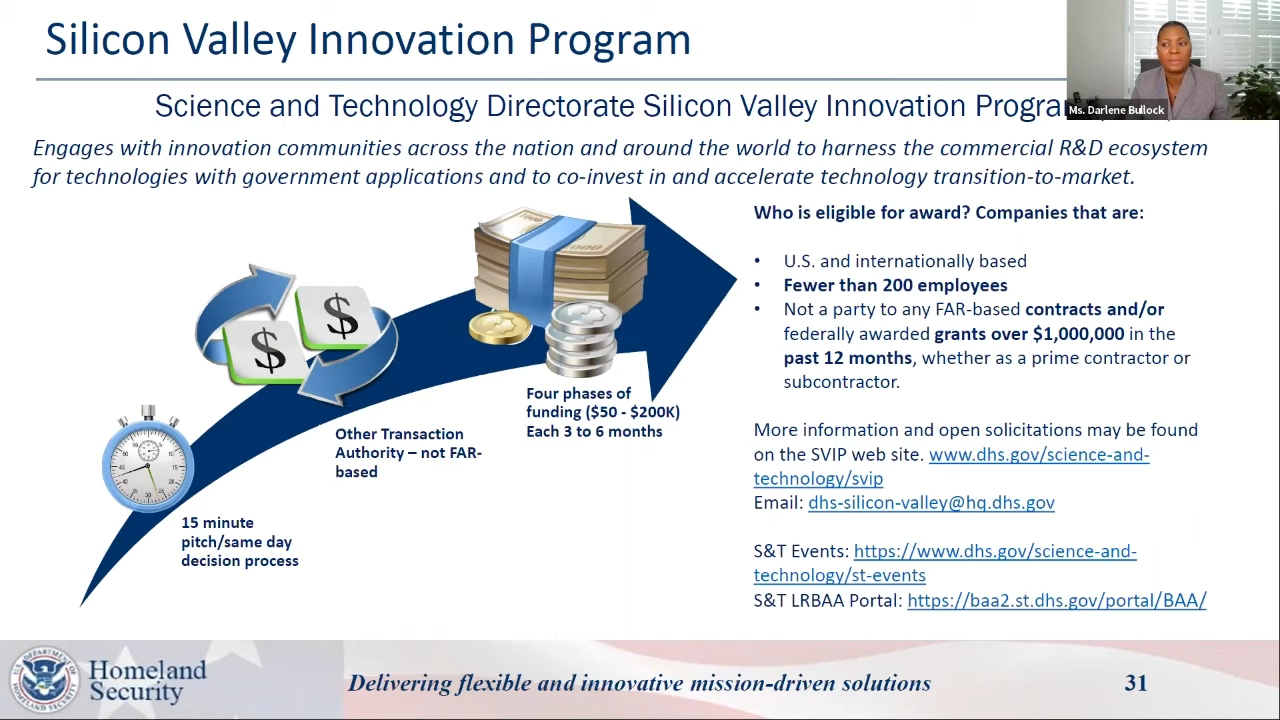 Silicon Valley Innovation Program
Ms. Darlene Bullock
Science and Technology Directorate Silicon Valley Innovation
Engages with innovation communities across the nation and around the world to harness the commercial R&D ecosystem
for technologies with government applications and to co-invest in and accelerate technology transition-to-market.
$
$
15 minute
pitch/same day
decision process
Other Transaction
Authority – not FAR-
based
Four phases of
funding ($50 - $200K)
Each 3 to 6 months
Who is eligible for award? Companies that are:
• U.S. and internationally based
• Fewer than 200 employees
• Not a party to any FAR-based contracts and/or
federally awarded grants over $1,000,000 in the
past 12 months, whether as a prime contractor or
subcontractor.
More information and open solicitations may be found
on the SVIP web site. www.dhs.gov/science-and-
technology/svip
Email: dhs-silicon-valley@hq.dhs.gov
S&T Events: https://www.dhs.gov/science-and-
technology/st-events
S&T LRBAA Portal: https://baa2.st.dhs.gov/portal/BAA/
Homeland
Security
Delivering flexible and innovative mission-driven solutions
31